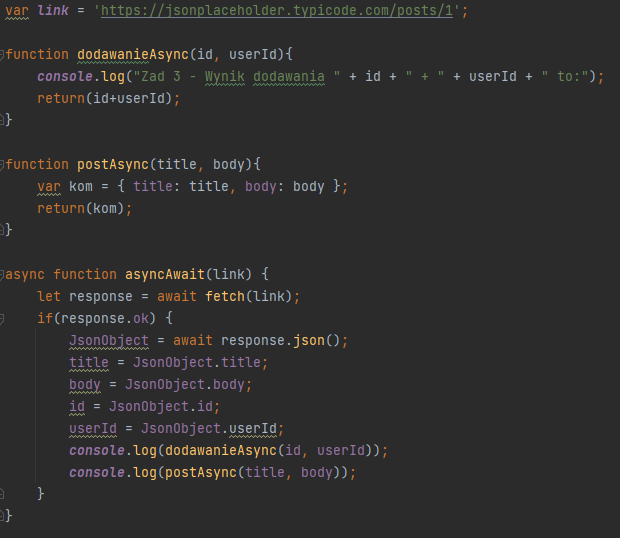 var link = 'https://jsonplaceholder.typicode.com/posts/1';
function dodawanieAsync(id, userId){
console.log("Zad 3 - Wynik dodawania " + id + " + " + userId + " to:");
return(id+userId);
}
function postAsync(title, body){
var kom = { title: title, body: body };
return(kom);
}
async function asyncAwait(link) {
let response = await fetch(link);
if(response.ok) {
JsonObject = await response.json();
title = JsonObject.title;
body = JsonObject.body;
id = JsonObject.id;
userId = JsonObject.userId;
console.log(dodawanieAsync(id, userId));
console.log(postAsync(title, body));
}
}